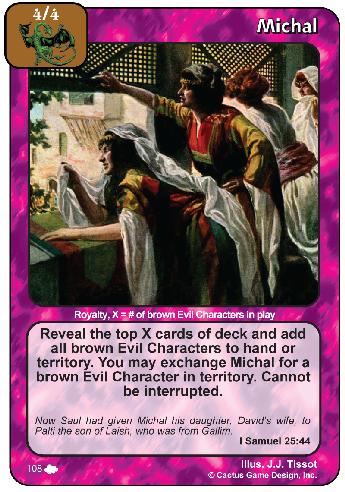 4/4
Michal
Royalty, X = # of brown Evil Characters in play
Reveal the top X cards of deck and add
all brown Evil Characters to hand or
territory. You may exchange Michal for a
brown Evil Character in territory. Cannot
be interrupted.
Now Saul had given Michal his daughter, David's wife, to
Palti the son of Laish, who was from Gallim.
I Samuel 25:44
108
Illus. J.J. Tissot
© Cactus Game Design, Inc.